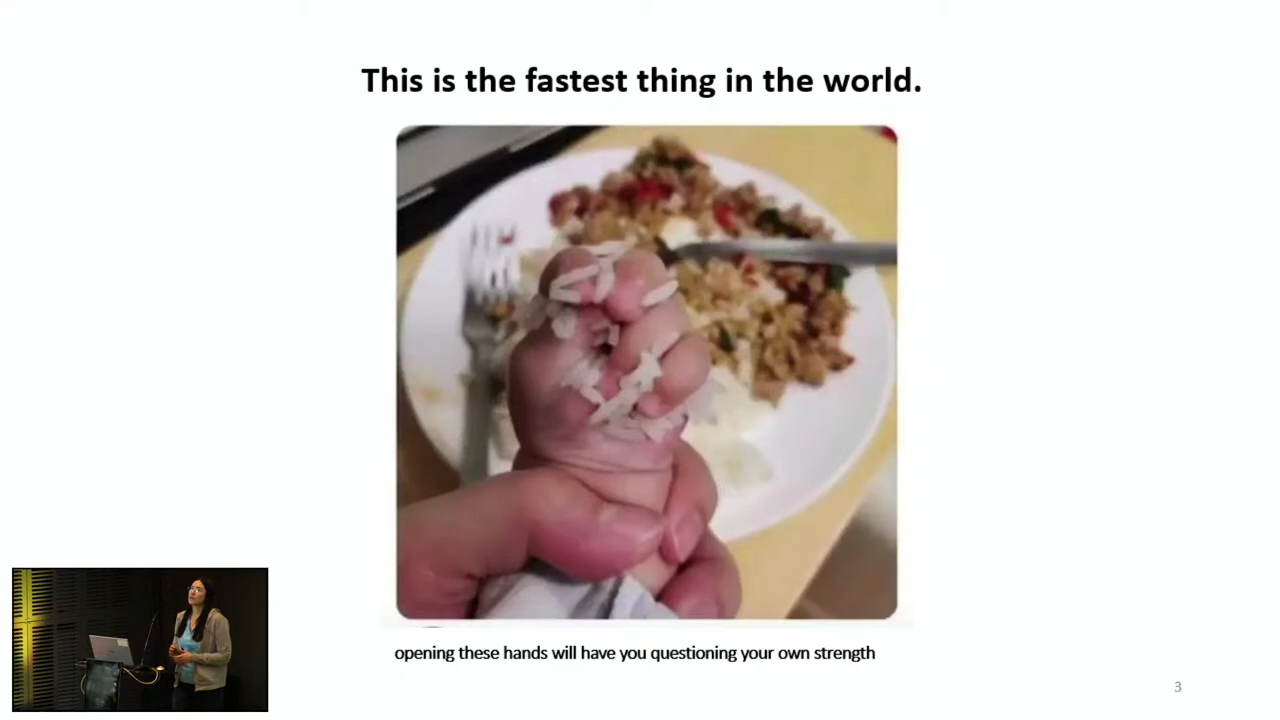 This is the fastest thing in the world.
opening these hands will have you questioning your own strength
3